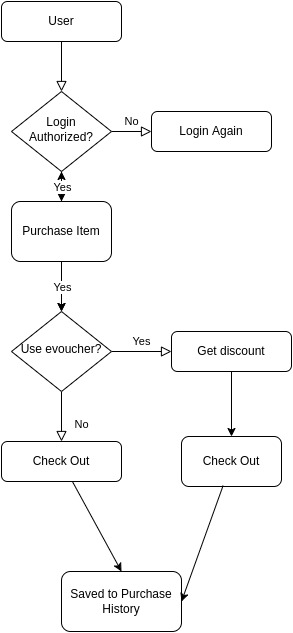 User
Login
Authorized?
No
Login Again
Yes
Purchase Item
Yes
Use evoucher?
Yes
Get discount
No
Check Out
Check Out
Saved to Purchase
History